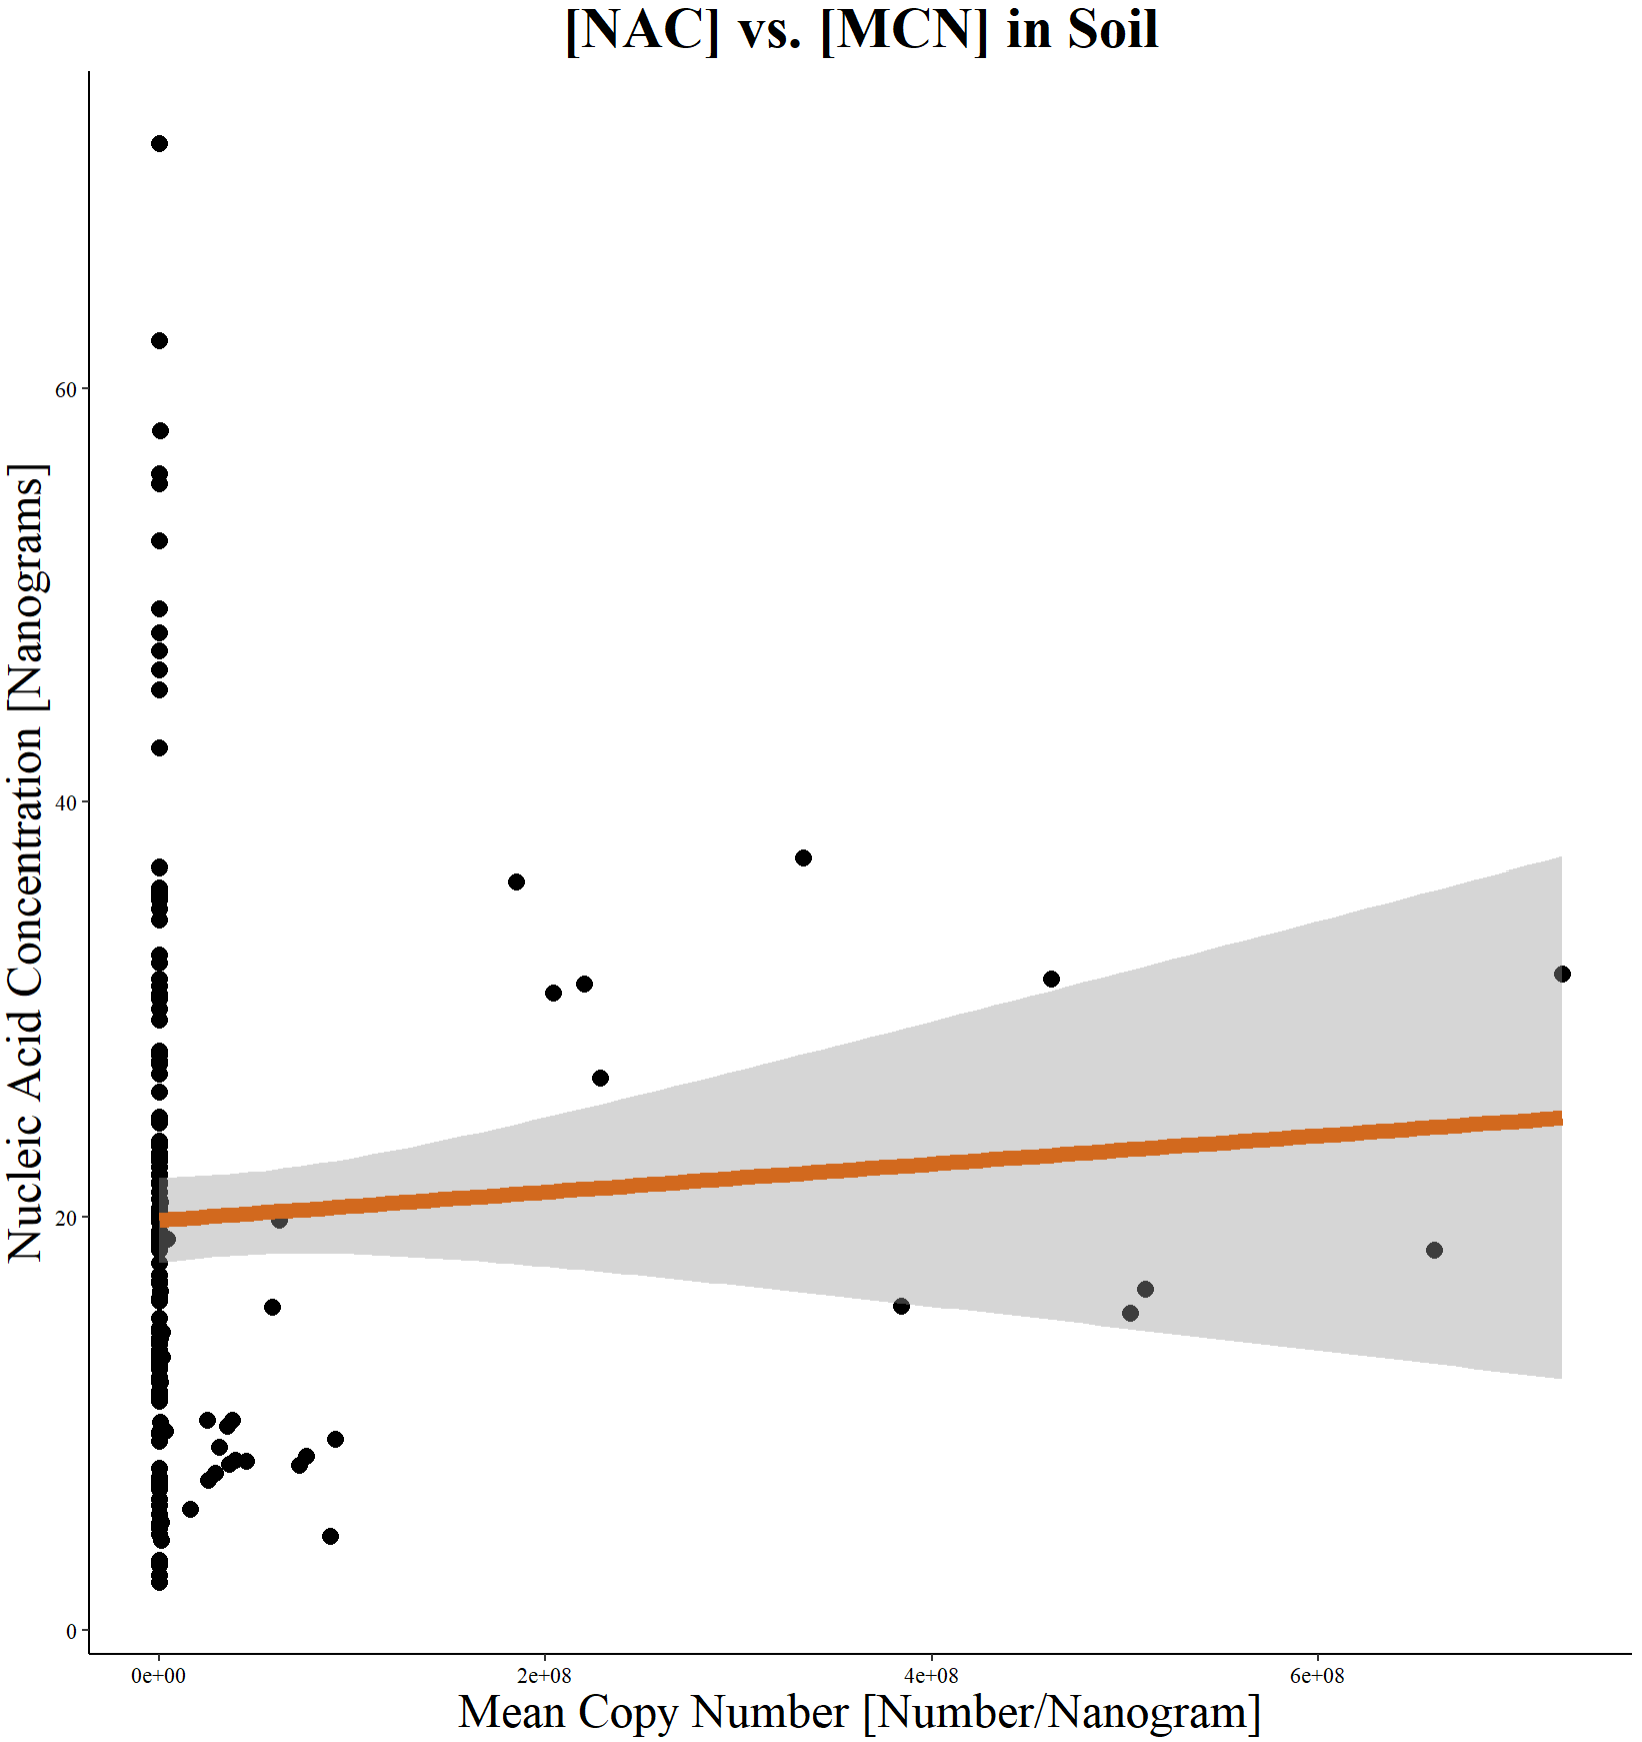 [NAC] vs. [MCN] in Soil
Nucleic Acid Concentration [Nanograms]
60
40
20
0
0e+00 2e+08 4e+08 6e+08
Mean Copy Number [Number/Nanogram]